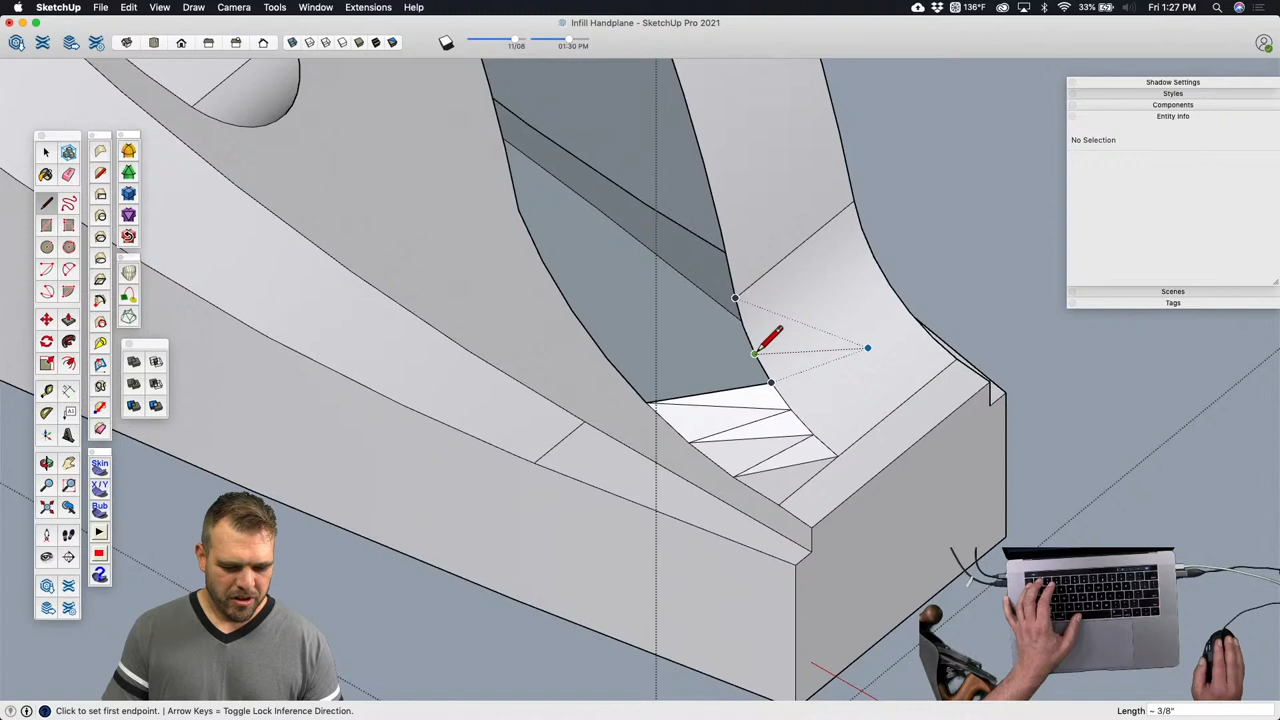 SketchUp File Edit View Draw Camera Tools Window Extensions Help
136°F 33% Fri 1:27 PM
Infill Handplane - SketchUp Pro 2021
11/08 01:30 PM
Shadow Settings
Styles
Components
Entity Info
No Selection
Scenes
Tags
A1
Skin
X/Y
Bub
Click to set first endpoint. | Arrow Keys = Toggle Lock Inference Direction.
Length ~ 3/8"